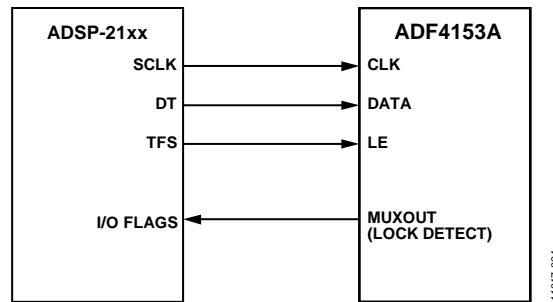 ADSP-21xx
ADF4153A
SCLK
CLK
DT
DATA
TFS
LE
I/O FLAGS
MUXOUT
(LOCK DETECT)